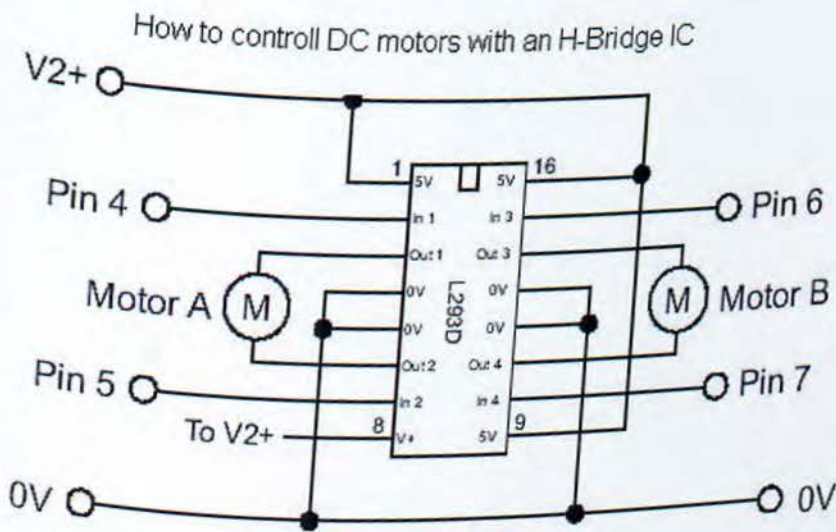 How to controll DC motors with an H-Bridge IC
V2+
1 16
5V 5V
Pin 4 In 1 In 3 Pin 6
Out 1 Out 3
Motor A M 0V 0V M Motor B
L293D
0V 0V
Out 2 Out 4
Pin 5 In 2 In 4 Pin 7
To V2+ 8 V+ 5V 9
0V 0V